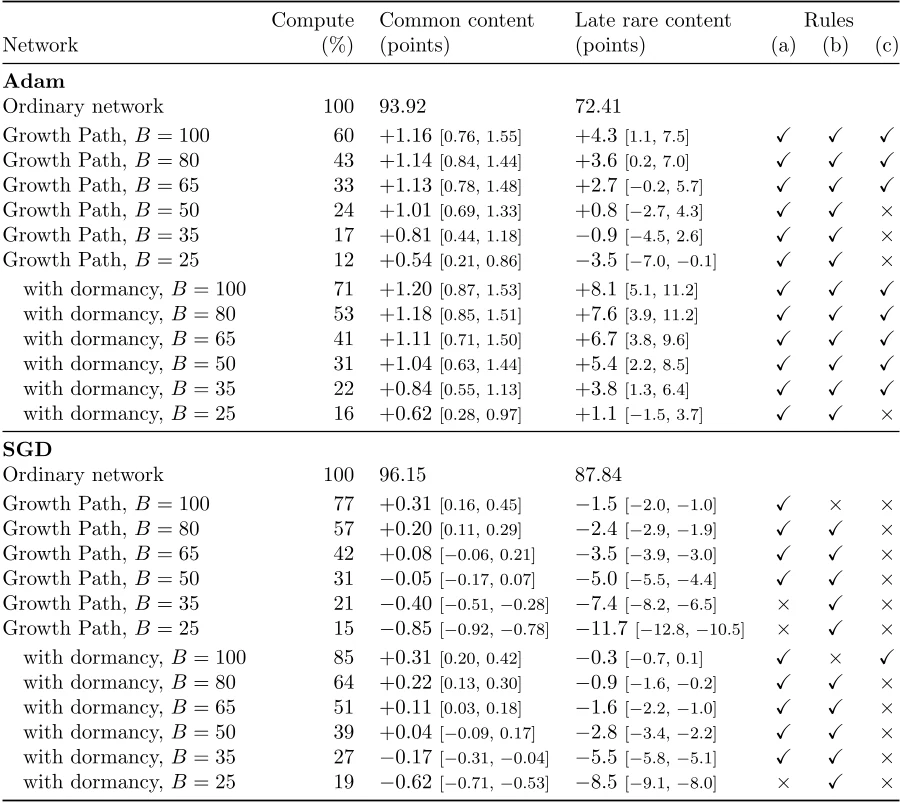 Compute Common content Late rare content Rules
Network (%) (points) (points) (a) (b) (c)
Adam
Ordinary network 100 93.92 72.41
Growth Path, B = 100 60 +1.16 [0.76, 1.55] +4.3 [1.1, 7.5] ✓ ✓ ✓
Growth Path, B = 80 43 +1.14 [0.84, 1.44] +3.6 [0.2, 7.0] ✓ ✓ ✓
Growth Path, B = 65 33 +1.13 [0.78, 1.48] +2.7 [−0.2, 5.7] ✓ ✓ ✓
Growth Path, B = 50 24 +1.01 [0.69, 1.33] +0.8 [−2.7, 4.3] ✓ ✓ ×
Growth Path, B = 35 17 +0.81 [0.44, 1.18] −0.9 [−4.5, 2.6] ✓ ✓ ×
Growth Path, B = 25 12 +0.54 [0.21, 0.86] −3.5 [−7.0, −0.1] ✓ ✓ ×
with dormancy, B = 100 71 +1.20 [0.87, 1.53] +8.1 [5.1, 11.2] ✓ ✓ ✓
with dormancy, B = 80 53 +1.18 [0.85, 1.51] +7.6 [3.9, 11.2] ✓ ✓ ✓
with dormancy, B = 65 41 +1.11 [0.71, 1.50] +6.7 [3.8, 9.6] ✓ ✓ ✓
with dormancy, B = 50 31 +1.04 [0.63, 1.44] +5.4 [2.2, 8.5] ✓ ✓ ✓
with dormancy, B = 35 22 +0.84 [0.55, 1.13] +3.8 [1.3, 6.4] ✓ ✓ ✓
with dormancy, B = 25 16 +0.62 [0.28, 0.97] +1.1 [−1.5, 3.7] ✓ ✓ ×
SGD
Ordinary network 100 96.15 87.84
Growth Path, B = 100 77 +0.31 [0.16, 0.45] −1.5 [−2.0, −1.0] ✓ × ×
Growth Path, B = 80 57 +0.20 [0.11, 0.29] −2.4 [−2.9, −1.9] ✓ ✓ ×
Growth Path, B = 65 42 +0.08 [−0.06, 0.21] −3.5 [−3.9, −3.0] ✓ ✓ ×
Growth Path, B = 50 31 −0.05 [−0.17, 0.07] −5.0 [−5.5, −4.4] ✓ ✓ ×
Growth Path, B = 35 21 −0.40 [−0.51, −0.28] −7.4 [−8.2, −6.5] × ✓ ×
Growth Path, B = 25 15 −0.85 [−0.92, −0.78] −11.7 [−12.8, −10.5] × ✓ ×
with dormancy, B = 100 85 +0.31 [0.20, 0.42] −0.3 [−0.7, 0.1] ✓ × ✓
with dormancy, B = 80 64 +0.22 [0.13, 0.30] −0.9 [−1.6, −0.2] ✓ ✓ ×
with dormancy, B = 65 51 +0.11 [0.03, 0.18] −1.6 [−2.2, −1.0] ✓ ✓ ×
with dormancy, B = 50 39 +0.04 [−0.09, 0.17] −2.8 [−3.4, −2.2] ✓ ✓ ×
with dormancy, B = 35 27 −0.17 [−0.31, −0.04] −5.5 [−5.8, −5.1] ✓ ✓ ×
with dormancy, B = 25 19 −0.62 [−0.71, −0.53] −8.5 [−9.1, −8.0] × ✓ ×